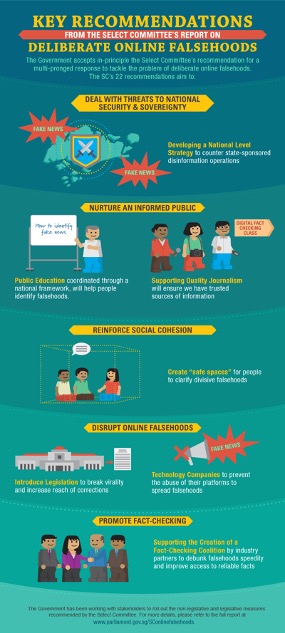 KEY RECOMMENDATIONS
FROM THE SELECT COMMITTEE'S REPORT ON
DELIBERATE ONLINE FALSEHOODS
The Government accepts in-principle the Select Committee's recommendation for a
multi-pronged response to tackle the problem of deliberate online falsehoods.
The SC's 22 recommendations aim to:
DEAL WITH THREATS TO NATIONAL
SECURITY & SOVEREIGNTY
FAKE NEWS
FAKE NEWS
Developing a National Level
Strategy to counter state-sponsored
disinformation operations
NURTURE AN INFORMED PUBLIC
How to identify
fake news
DIGITAL FACT
CHECKING
CLASS
Public Education coordinated through a
national framework, will help people
identify falsehoods.
Supporting Quality Journalism
will ensure we have trusted
sources of information
REINFORCE SOCIAL COHESION
Create "safe spaces" for people
to clarify divisive falsehoods
DISRUPT ONLINE FALSEHOODS
FAKE NEWS
Introduce Legislation to break virality
and increase reach of corrections
Technology Companies to prevent
the abuse of their platforms to
spread falsehoods
PROMOTE FACT-CHECKING
Supporting the Creation of a
Fact-Checking Coalition by industry
partners to debunk falsehoods speedily
and improve access to reliable facts
The Government has been working with stakeholders to roll out the non-legislative and legislative measures
recommended by the Select Committee. For more details, please refer to the full report at
www.parliament.gov.sg/SConlinefalsehoods.